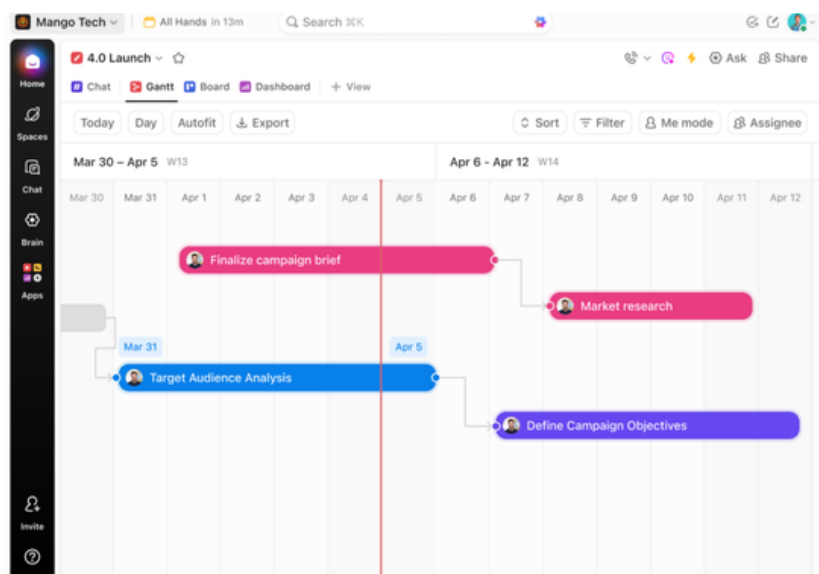 Mango Tech
All Hands in 13m
Search ⌘K
4.0 Launch
Ask
Share
Chat
Gantt
Board
Dashboard
+ View
Today
Day
Autofit
Export
Sort
Filter
Me mode
Assignee
Home
Spaces
Chat
Brain
Apps
Invite
Mar 30 – Apr 5 W13
Apr 6 - Apr 12 W14
Mar 30 Mar 31 Apr 1 Apr 2 Apr 3 Apr 4 Apr 5 Apr 6 Apr 7 Apr 8 Apr 9 Apr 10 Apr 11 Apr 12
Finalize campaign brief
Market research
Mar 31
Apr 5
Target Audience Analysis
Define Campaign Objectives